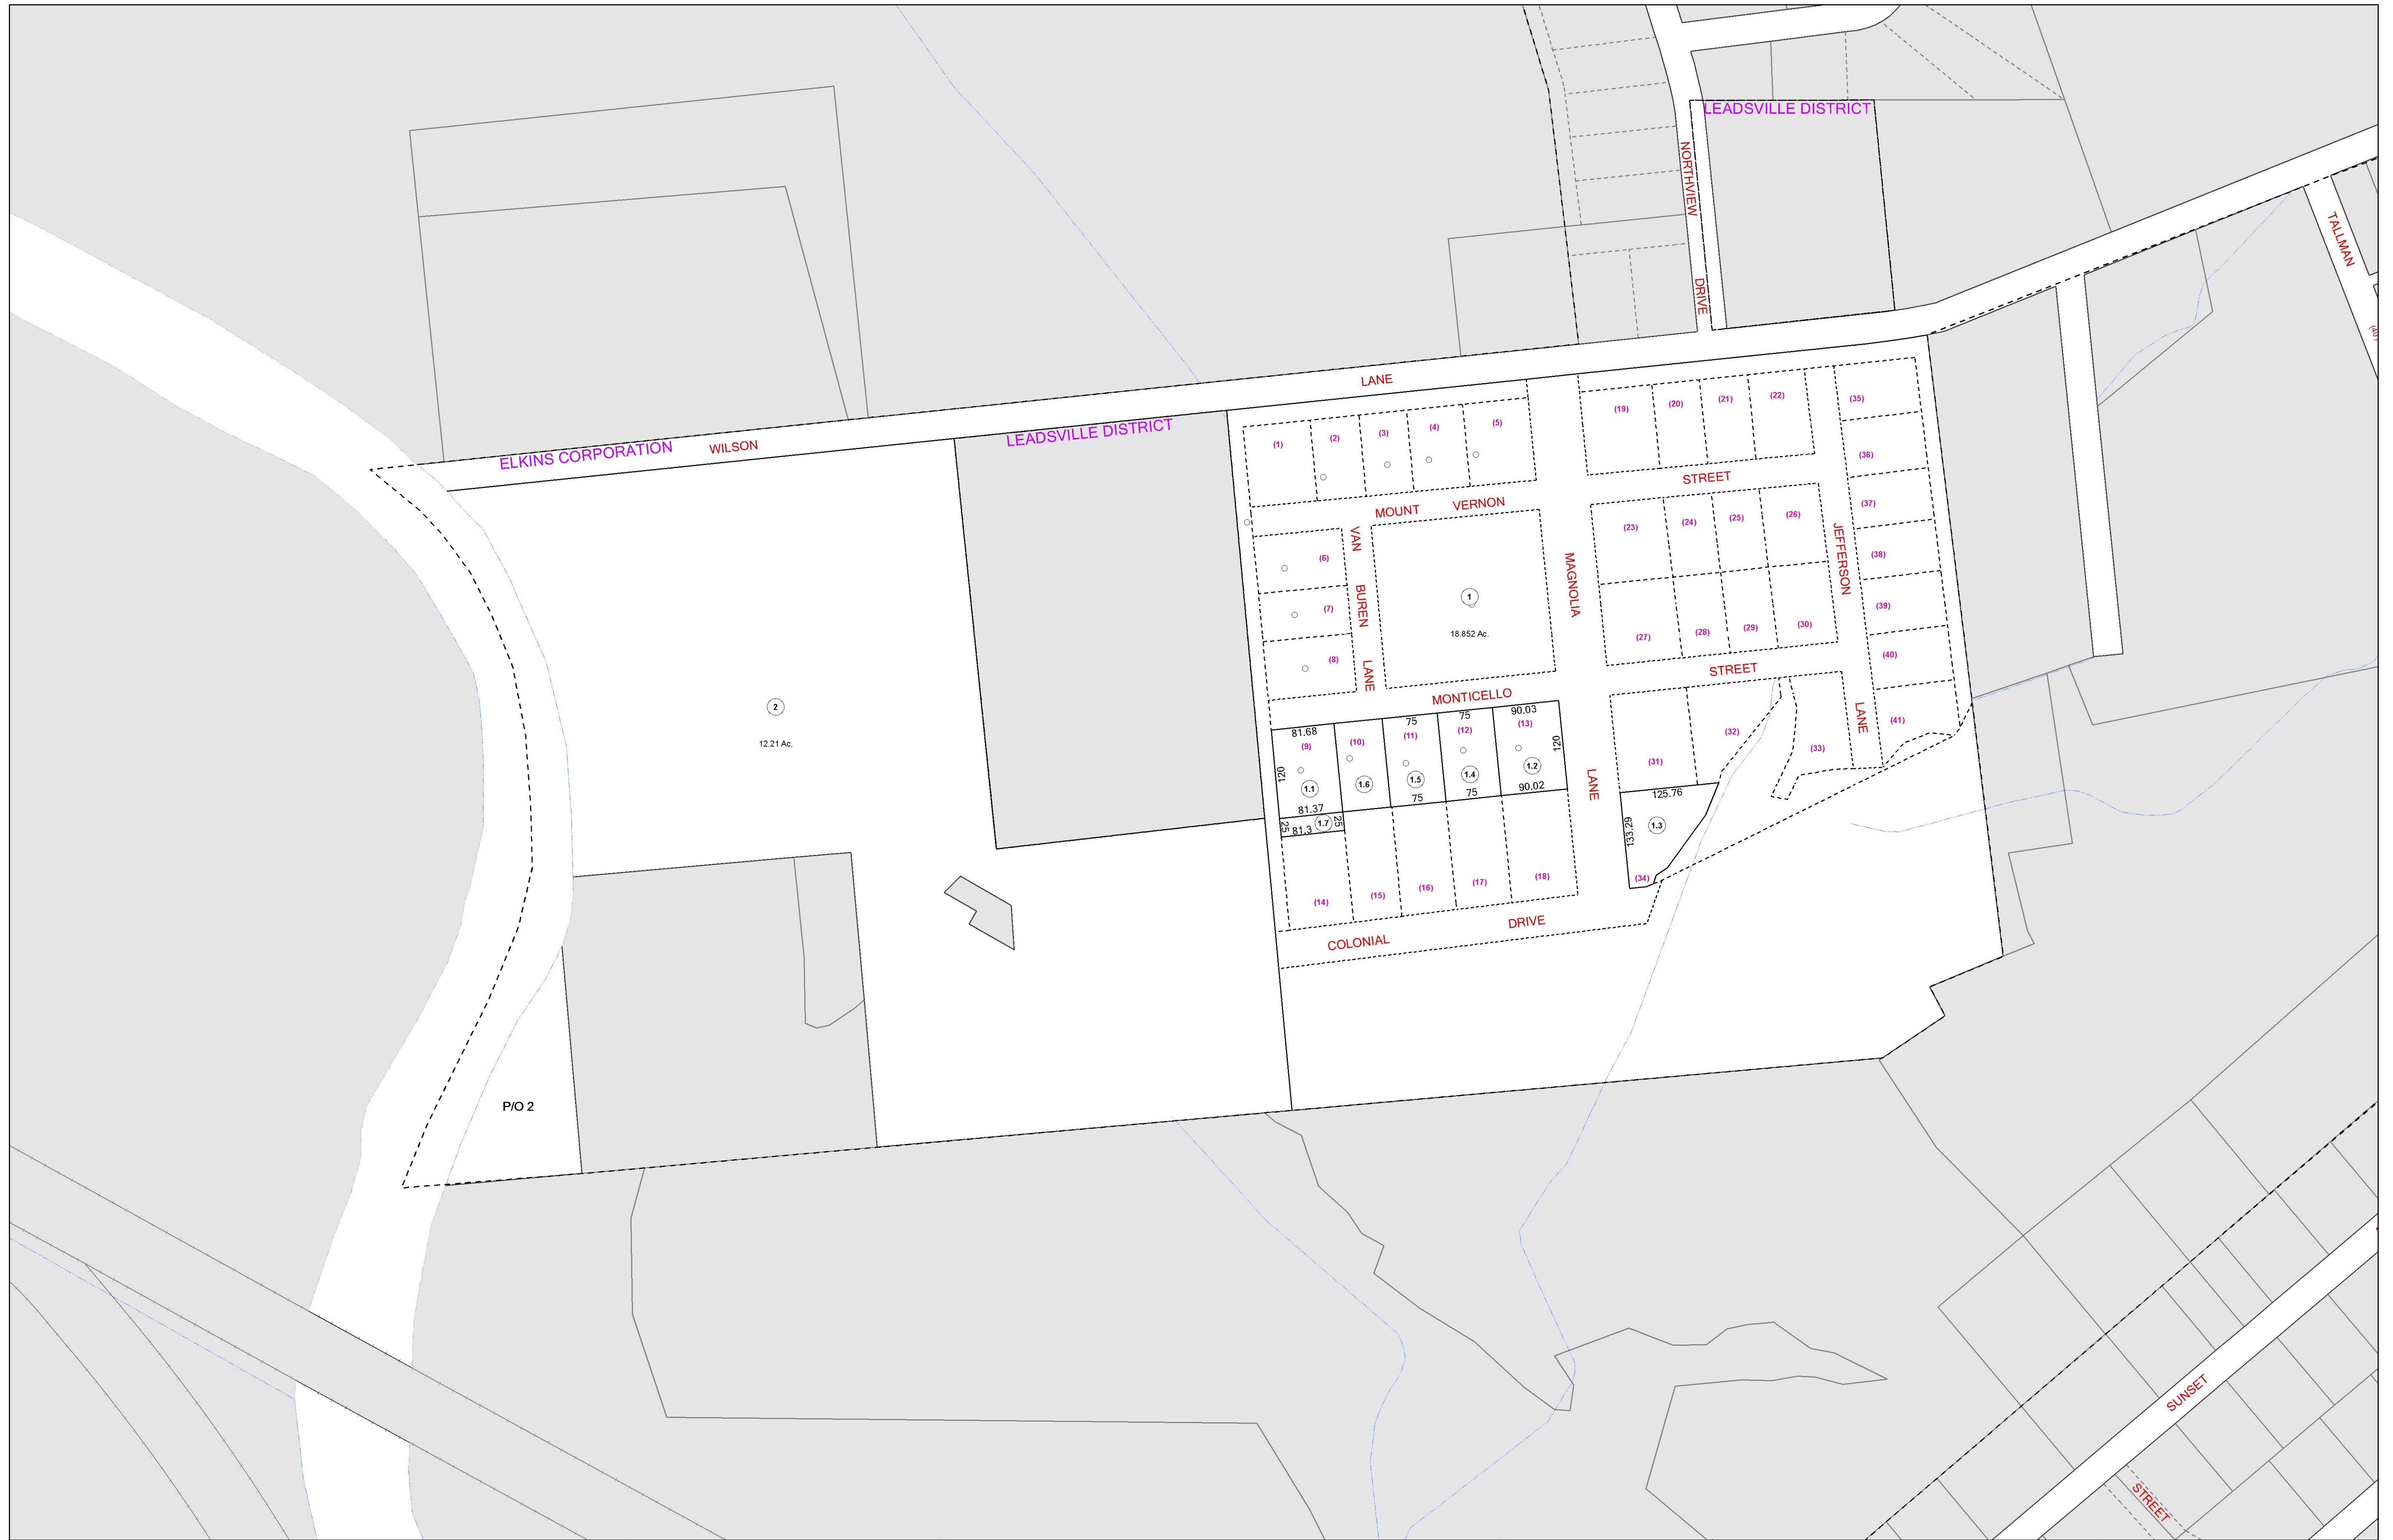 LEADSVILLE DISTRICT
NORTHVIEW
DRIVE
TALLMAN
LANE
WILSON
ELKINS CORPORATION
LEADSVILLE DISTRICT
(1)
(2)
(3)
(4)
(5)
(19)
(20)
(21)
(22)
(35)
(36)
STREET
MOUNT
VERNON
(37)
VAN
BUREN
LANE
(6)
(7)
(8)
1
18.852 Ac.
MAGNOLIA
LANE
(23)
(24)
(25)
(26)
JEFFERSON
LANE
(38)
(39)
(27)
(28)
(29)
(30)
(40)
STREET
MONTICELLO
2
12.21 Ac.
81.68
75
75
90.03
(9)
(10)
(11)
(12)
(13)
120
120
1.1
1.6
1.5
1.4
1.2
81.37
75
75
90.02
25
81.3
1.7
25
(31)
(32)
(33)
(41)
125.76
133.29
1.3
(34)
(14)
(15)
(16)
(17)
(18)
COLONIAL
DRIVE
P/O 2
SUNSET
STREET